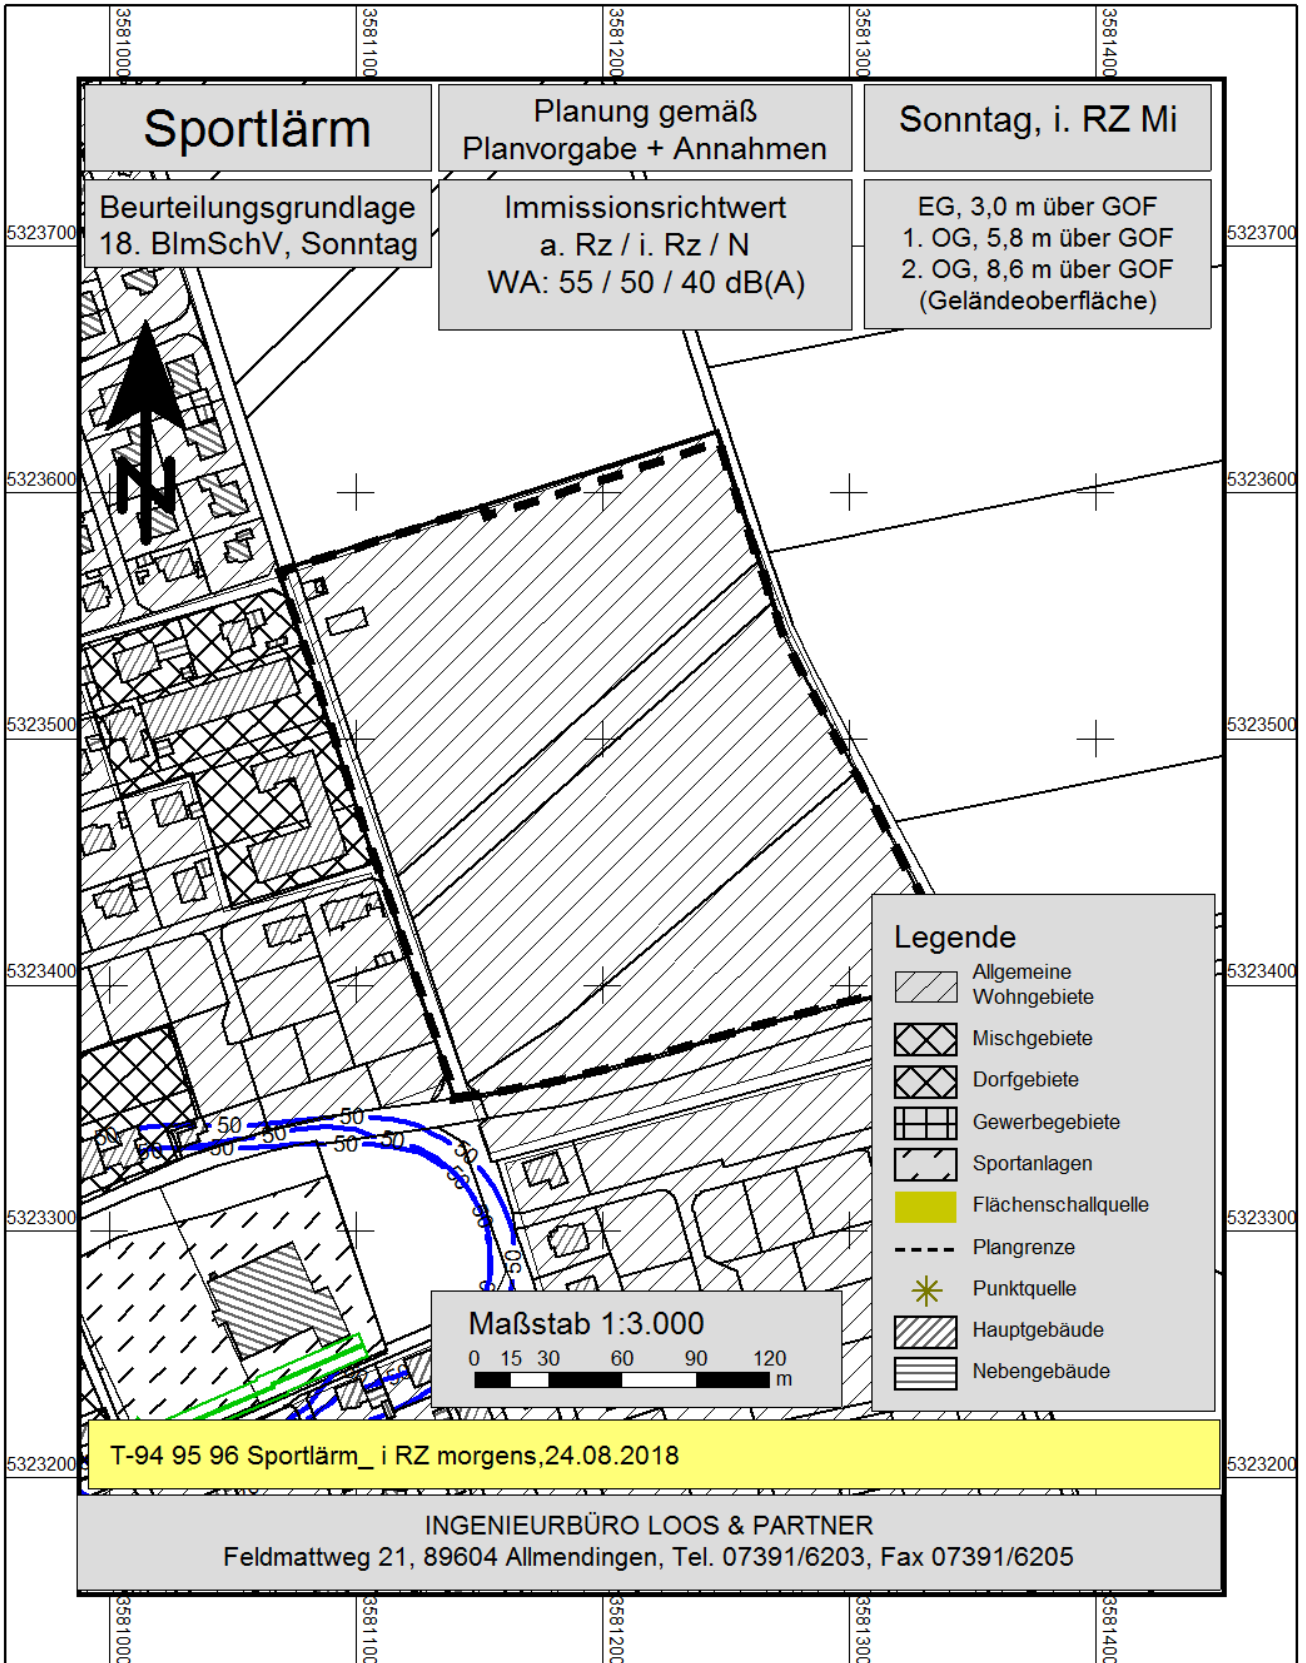 3581000
3581100
3581200
3581300
3581400
Sportlärm
Planung gemäß
Planvorgabe + Annahmen
Sonntag, i. RZ Mi
Beurteilungsgrundlage
18. BImSchV, Sonntag
Immissionsrichtwert
a. Rz / i. Rz / N
WA: 55 / 50 / 40 dB(A)
EG, 3,0 m über GOF
1. OG, 5,8 m über GOF
2. OG, 8,6 m über GOF
(Geländeoberfläche)
5323700
5323700
N
5323600
5323600
5323500
5323500
5323400
5323400
Legende
Allgemeine
Wohngebiete
Mischgebiete
Dorfgebiete
Gewerbegebiete
Sportanlagen
Flächenschallquelle
Plangrenze
Punktquelle
Hauptgebäude
Nebengebäude
50
50
50
50
50
50
50
50
50
50
50
50
50
5323300
5323300
Maßstab 1:3.000
0 15 30 60 90 120
m
T-94 95 96 Sportlärm_ i RZ morgens,24.08.2018
5323200
5323200
INGENIEURBÜRO LOOS & PARTNER
Feldmattweg 21, 89604 Allmendingen, Tel. 07391/6203, Fax 07391/6205
3581000
3581100
3581200
3581300
3581400